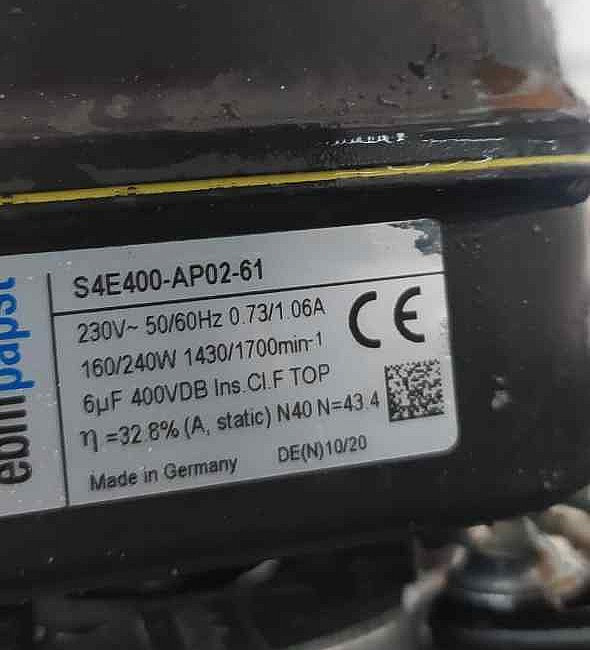 ebmpapst
S4E400-AP02-61
230V~ 50/60Hz 0.73/1.06A
160/240W 1430/1700min-1
6µF 400VDB Ins.Cl.F TOP
η =32.8% (A, static) N40 N=43.4
Made in Germany DE(N)10/20
CE